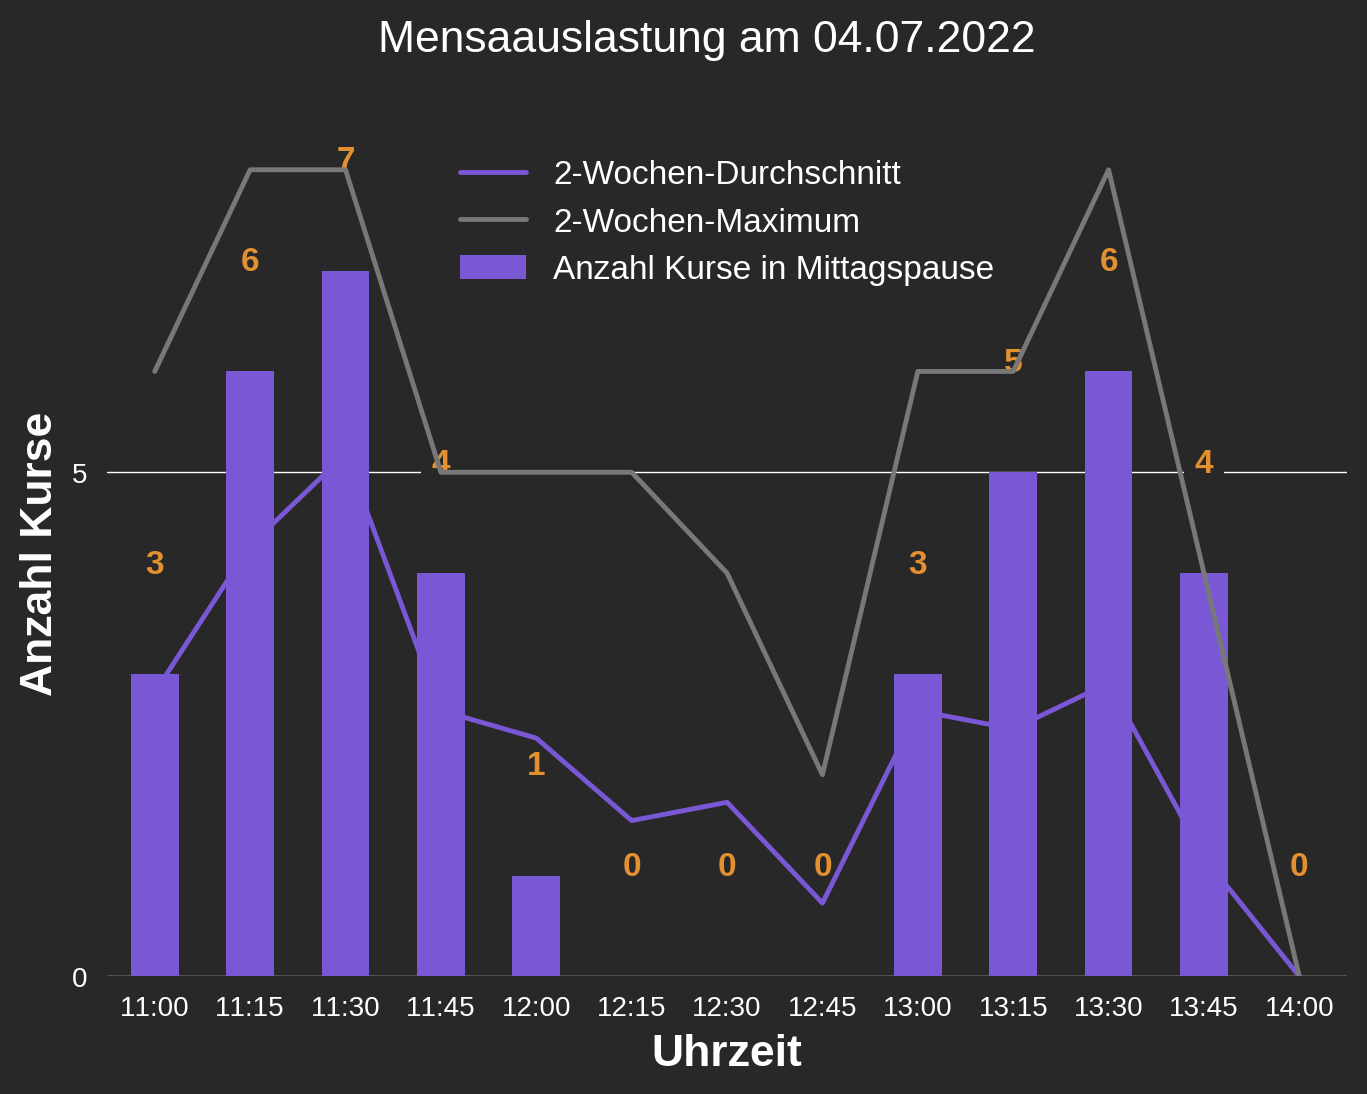 Mensaauslastung am 04.07.2022
2-Wochen-Durchschnitt
2-Wochen-Maximum
Anzahl Kurse in Mittagspause
7
6
6
5
4
4
3
3
1
0
0
0
0
Anzahl Kurse
5
0
11:00 11:15 11:30 11:45 12:00 12:15 12:30 12:45 13:00 13:15 13:30 13:45 14:00
Uhrzeit